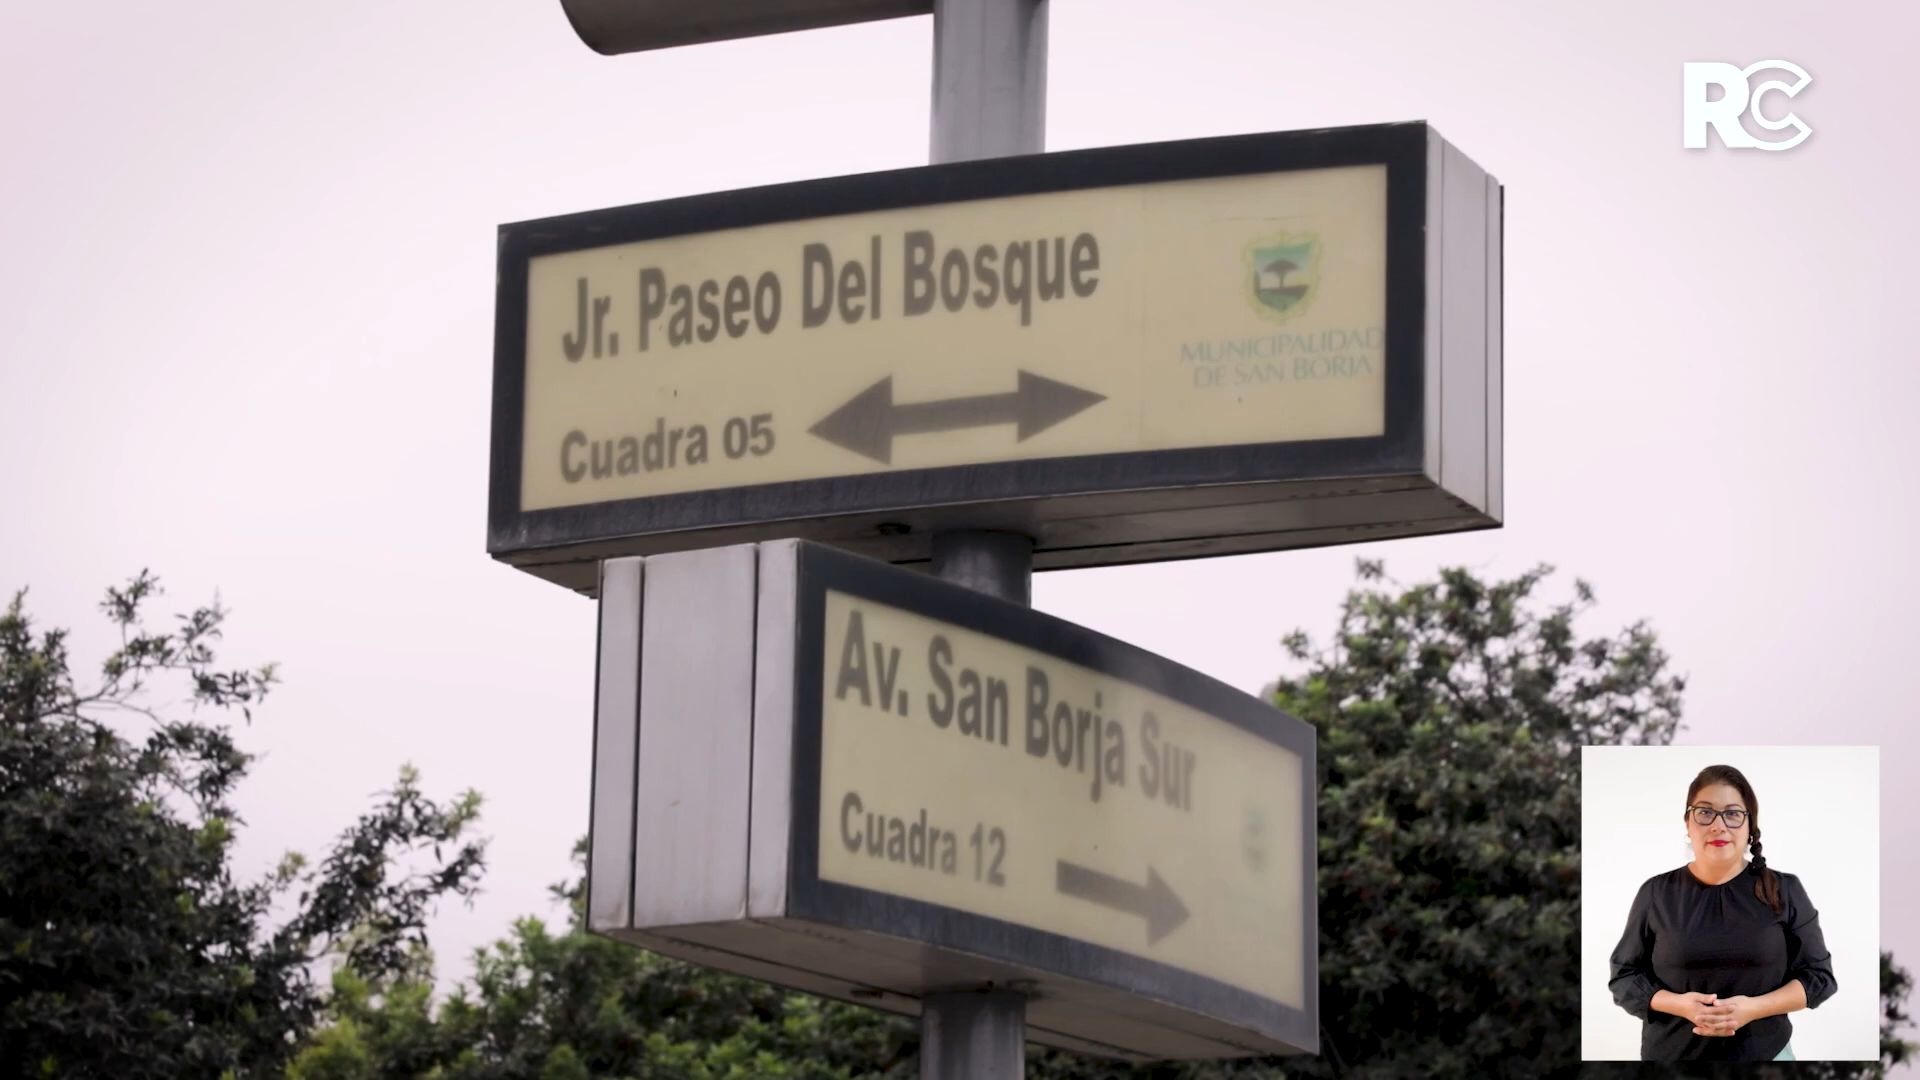 RC
Jr. Paseo Del Bosque
MUNICIPALIDAD
DE SAN BORJA
Cuadra 05
Av. San Borja Sur
Cuadra 12